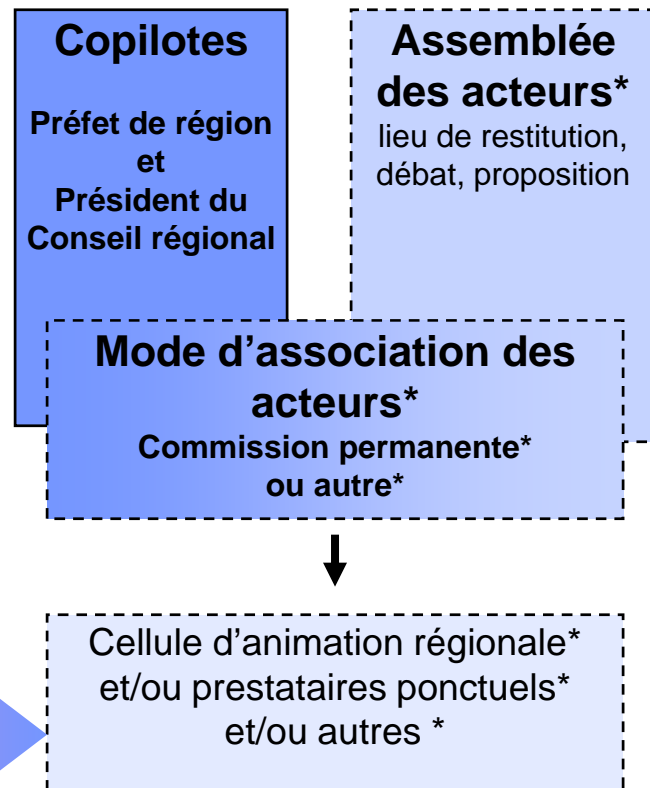 Copilotes
Préfet de région
et
Président du
Conseil régional
Assemblée
des acteurs*
lieu de restitution,
débat, proposition
Mode d’association des
acteurs*
Commission permanente*
ou autre*
Cellule d’animation régionale*
et/ou prestataires ponctuels*
et/ou autres *